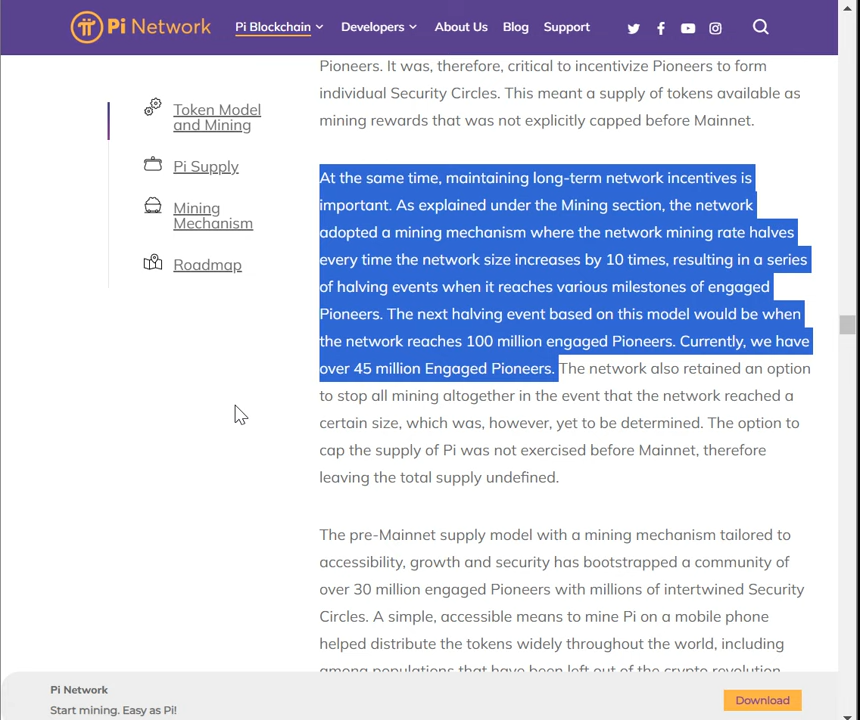 Pi Network
Pi Blockchain
Developers
About Us
Blog
Support
Token Model
and Mining
Pi Supply
Mining
Mechanism
Roadmap
Pioneers. It was, therefore, critical to incentivize Pioneers to form
individual Security Circles. This meant a supply of tokens available as
mining rewards that was not explicitly capped before Mainnet.
At the same time, maintaining long-term network incentives is
important. As explained under the Mining section, the network
adopted a mining mechanism where the network mining rate halves
every time the network size increases by 10 times, resulting in a series
of halving events when it reaches various milestones of engaged
Pioneers. The next halving event based on this model would be when
the network reaches 100 million engaged Pioneers. Currently, we have
over 45 million Engaged Pioneers. The network also retained an option
to stop all mining altogether in the event that the network reached a
certain size, which was, however, yet to be determined. The option to
cap the supply of Pi was not exercised before Mainnet, therefore
leaving the total supply undefined.
The pre-Mainnet supply model with a mining mechanism tailored to
accessibility, growth and security has bootstrapped a community of
over 30 million engaged Pioneers with millions of intertwined Security
Circles. A simple, accessible means to mine Pi on a mobile phone
helped distribute the tokens widely throughout the world, including
among populations that have been left out of the crypto revolution
Pi Network
Start mining. Easy as Pi!
Download